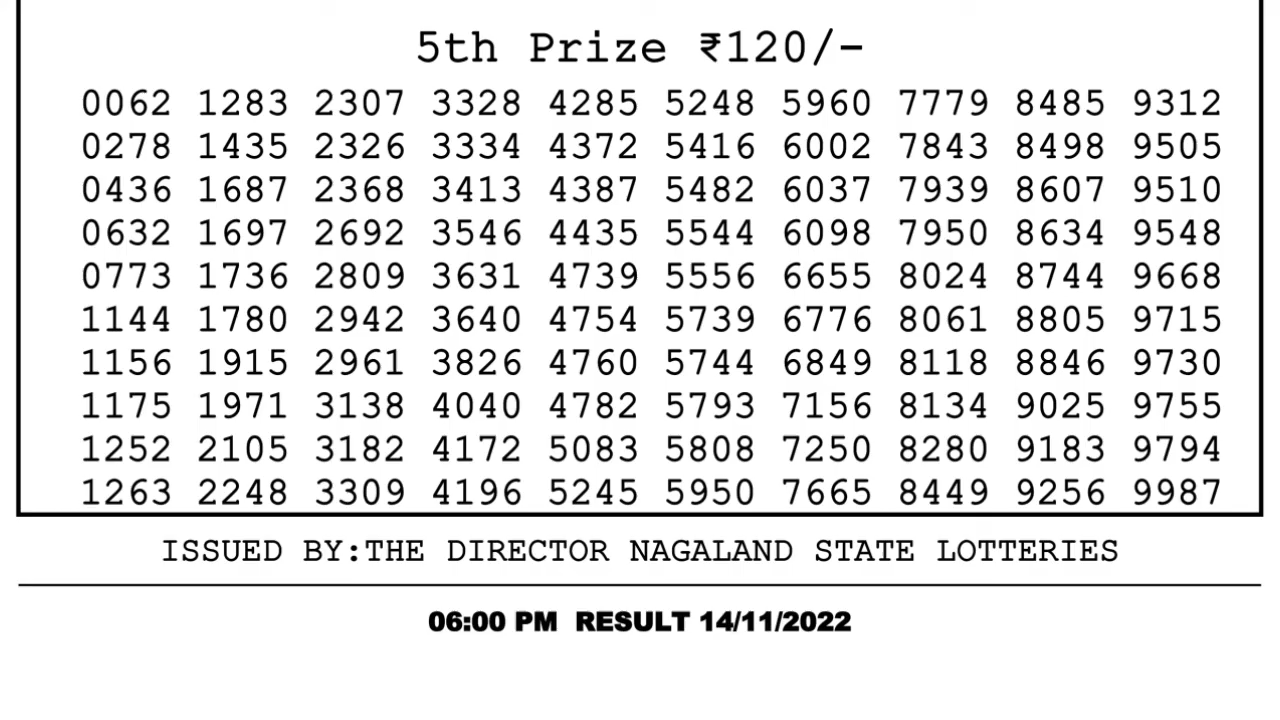 5th Prize ₹120/-
0062 1283 2307 3328 4285 5248 5960 7779 8485 9312
0278 1435 2326 3334 4372 5416 6002 7843 8498 9505
0436 1687 2368 3413 4387 5482 6037 7939 8607 9510
0632 1697 2692 3546 4435 5544 6098 7950 8634 9548
0773 1736 2809 3631 4739 5556 6655 8024 8744 9668
1144 1780 2942 3640 4754 5739 6776 8061 8805 9715
1156 1915 2961 3826 4760 5744 6849 8118 8846 9730
1175 1971 3138 4040 4782 5793 7156 8134 9025 9755
1252 2105 3182 4172 5083 5808 7250 8280 9183 9794
1263 2248 3309 4196 5245 5950 7665 8449 9256 9987
ISSUED BY:THE DIRECTOR NAGALAND STATE LOTTERIES
06:00 PM RESULT 14/11/2022